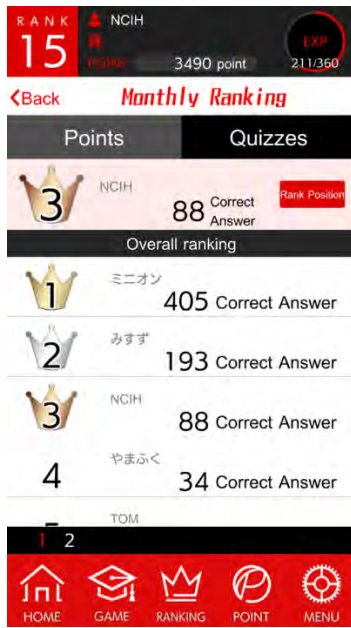 RANK
15
NCIH
POINT
3490 point
EXP
211/360
Back
Monthly Ranking
Points
Quizzes
3
NCIH
88 Correct Answer
Rank Position
Overall ranking
1
ミニオン
405 Correct Answer
2
みすず
193 Correct Answer
3
NCIH
88 Correct Answer
4
やまふく
34 Correct Answer
TOM
1 2
HOME
GAME
RANKING
POINT
MENU